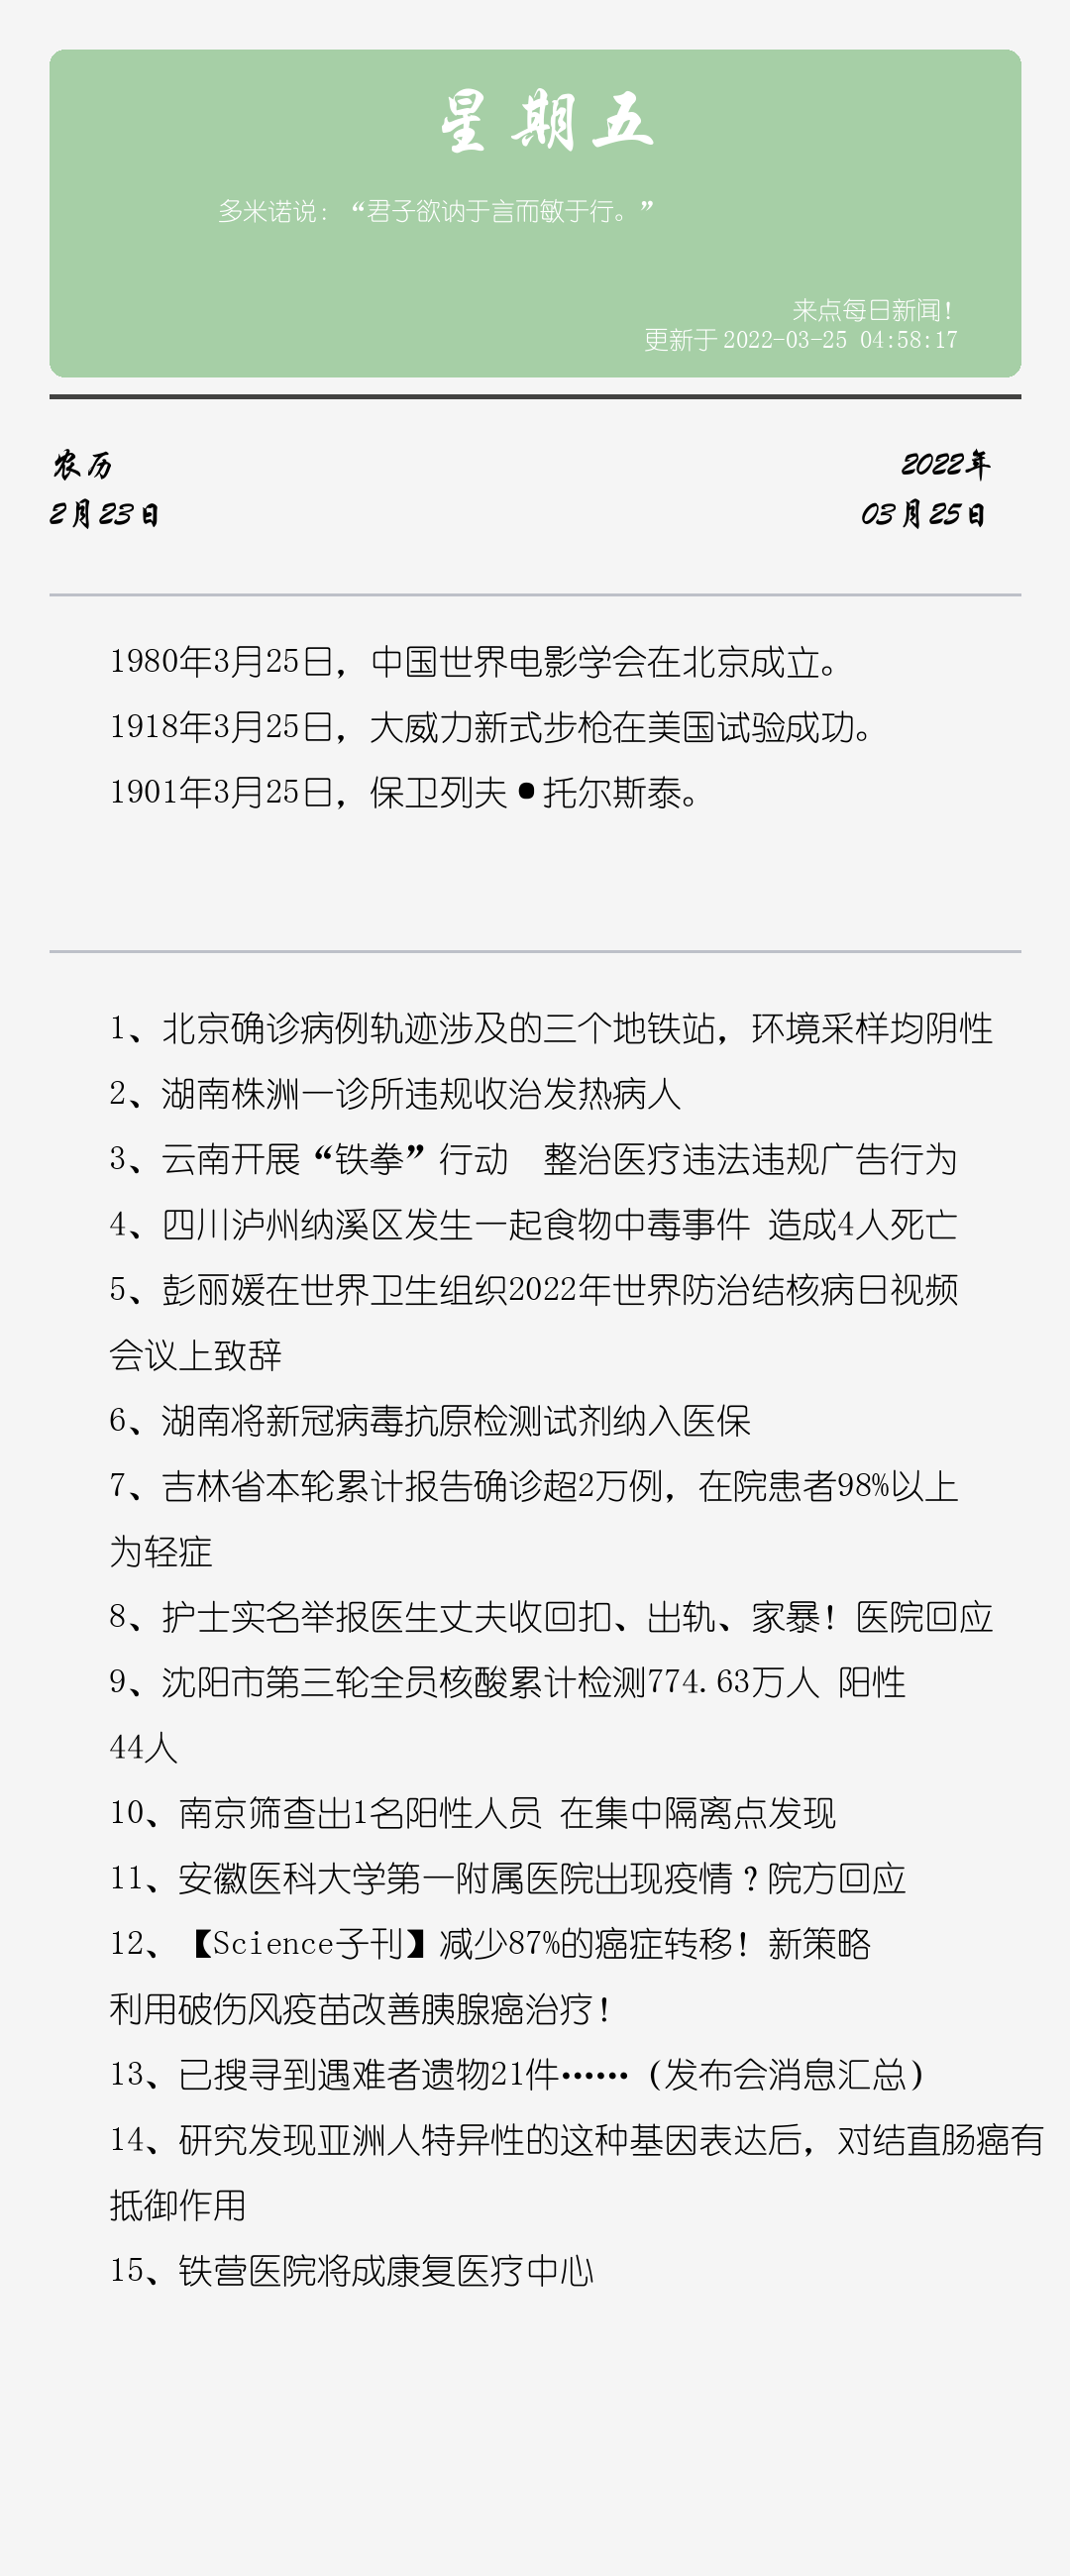 星期五
多米诺说：“君子欲讷于言而敏于行。”
来点每日新闻！
更新于 2022-03-25 04:58:17
农历
2月23日
2022年
03月25日
1980年3月25日，中国世界电影学会在北京成立。
1918年3月25日，大威力新式步枪在美国试验成功。
1901年3月25日，保卫列夫•托尔斯泰。
1、北京确诊病例轨迹涉及的三个地铁站，环境采样均阴性
2、湖南株洲一诊所违规收治发热病人
3、云南开展“铁拳”行动　整治医疗违法违规广告行为
4、四川泸州纳溪区发生一起食物中毒事件 造成4人死亡
5、彭丽媛在世界卫生组织2022年世界防治结核病日视频
会议上致辞
6、湖南将新冠病毒抗原检测试剂纳入医保
7、吉林省本轮累计报告确诊超2万例，在院患者98%以上
为轻症
8、护士实名举报医生丈夫收回扣、出轨、家暴！医院回应
9、沈阳市第三轮全员核酸累计检测774.63万人 阳性
44人
10、南京筛查出1名阳性人员 在集中隔离点发现
11、安徽医科大学第一附属医院出现疫情？院方回应
12、【Science子刊】减少87%的癌症转移！新策略
利用破伤风疫苗改善胰腺癌治疗！
13、已搜寻到遇难者遗物21件……（发布会消息汇总）
14、研究发现亚洲人特异性的这种基因表达后，对结直肠癌有
抵御作用
15、铁营医院将成康复医疗中心